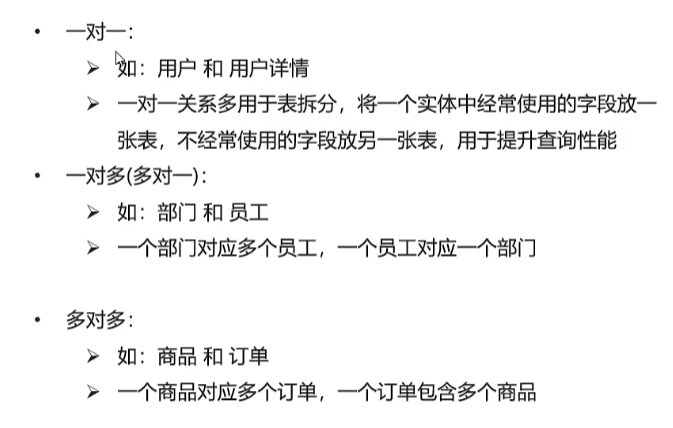 • 一对一：
➢ 如：用户 和 用户详情
➢ 一对一关系多用于表拆分，将一个实体中经常使用的字段放一
张表，不经常使用的字段放另一张表，用于提升查询性能
• 一对多(多对一)：
➢ 如：部门 和 员工
➢ 一个部门对应多个员工，一个员工对应一个部门
• 多对多：
➢ 如：商品 和 订单
➢ 一个商品对应多个订单，一个订单包含多个商品